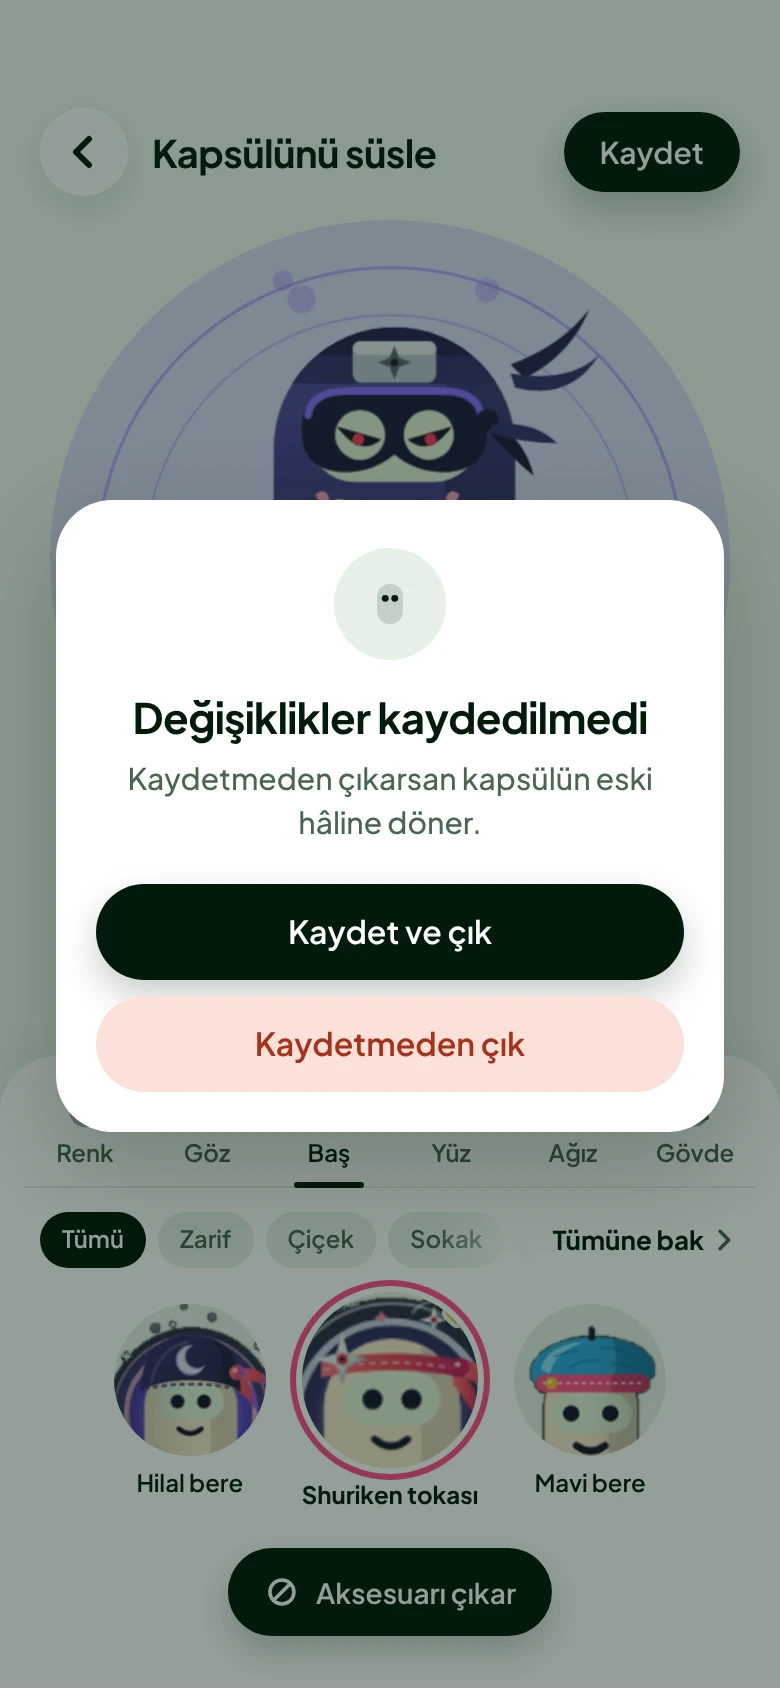 Kapsülünü süsle
Kaydet
Değişiklikler kaydedilmedi
Kaydetmeden çıkarsan kapsülün eski
hâline döner.
Kaydet ve çık
Kaydetmeden çık
Renk
Göz
Baş
Yüz
Ağız
Gövde
Tümü
Zarif
Çiçek
Sokak
Tümüne bak
Hilal bere
Shuriken tokası
Mavi bere
Aksesuarı çıkar